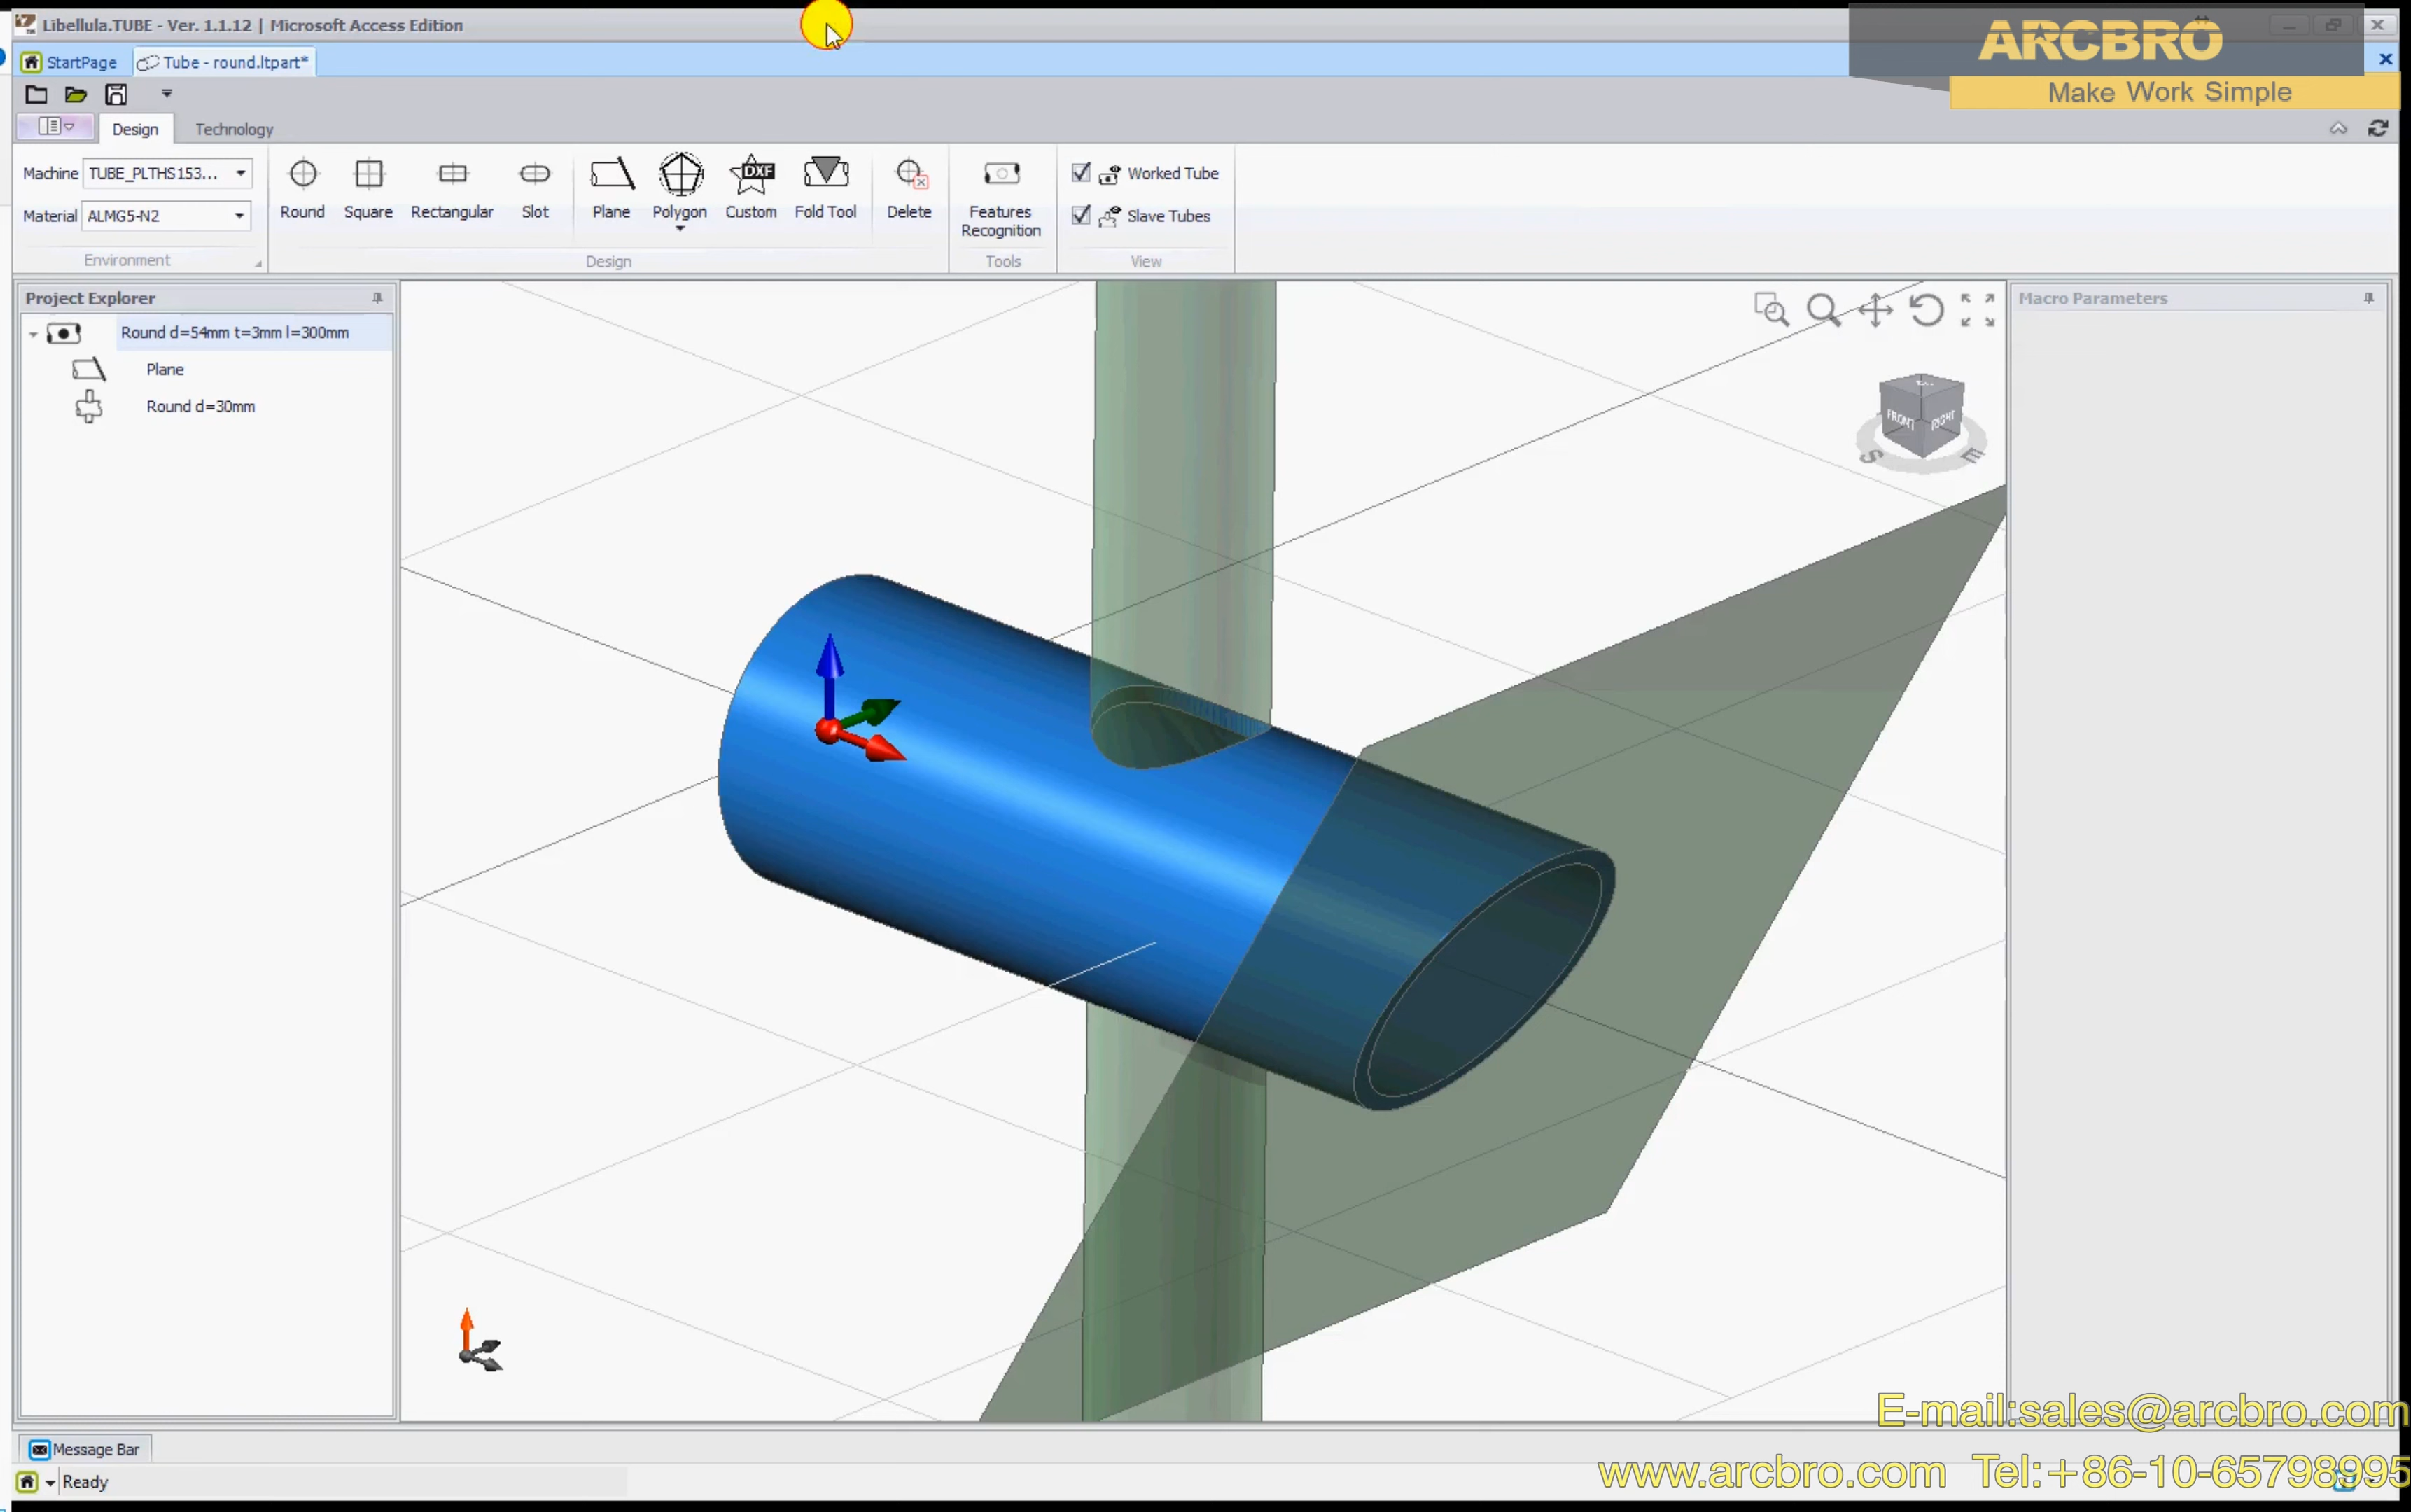 Libellula.TUBE - Ver. 1.1.12 | Microsoft Access Edition
ARCBRO
Make Work Simple
StartPage
Tube - round.ltpart*
Design
Technology
Machine
TUBE_PLTHS153...
Material
ALMG5-N2
Environment
Round
Square
Rectangular
Slot
Plane
Polygon
DXF
Custom
Fold Tool
Delete
Design
Features
Recognition
Tools
Worked Tube
Slave Tubes
View
Project Explorer
Round d=54mm t=3mm l=300mm
Plane
Round d=30mm
Macro Parameters
FRONT
RIGHT
S
E
E-mail:sales@arcbro.com
www.arcbro.com Tel:+86-10-65798995
Message Bar
Ready